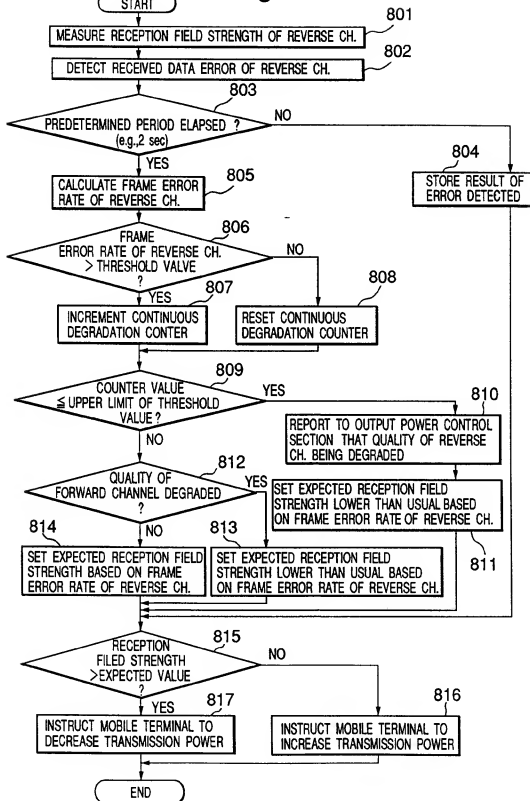 START
801
MEASURE RECEPTION FIELD STRENGTH OF REVERSE CH.
802
DETECT RECEIVED DATA ERROR OF REVERSE CH.
803
PREDETERMINED PERIOD ELAPSED ?
(e.g.,2 sec)
NO
YES
804
STORE RESULT OF
ERROR DETECTED
805
CALCULATE FRAME ERROR
RATE OF REVERSE CH.
806
FRAME
ERROR RATE OF REVERSE CH.
> THRESHOLD VALVE
?
NO
YES
807
INCREMENT CONTINUOUS
DEGRADATION CONTER
808
RESET CONTINUOUS
DEGRADATION COUNTER
809
COUNTER VALUE
≦ UPPER LIMIT OF THRESHOLD
VALUE ?
YES
NO
810
REPORT TO OUTPUT POWER CONTROL
SECTION THAT QUALITY OF REVERSE
CH. BEING DEGRADED
812
QUALITY OF
FORWARD CHANNEL DEGRADED
?
YES
NO
SET EXPECTED RECEPTION FIELD
STRENGTH LOWER THAN USUAL BASED
ON FRAME ERROR RATE OF REVERSE CH.
811
814
SET EXPECTED RECEPTION FIELD
STRENGTH BASED ON FRAME
ERROR RATE OF REVERSE CH.
813
SET EXPECTED RECEPTION FIELD
STRENGTH LOWER THAN USUAL BASED
ON FRAME ERROR RATE OF REVERSE CH.
815
RECEPTION
FILED STRENGTH
>EXPECTED VALUE
?
NO
YES
817
INSTRUCT MOBILE TERMINAL TO
DECREASE TRANSMISSION POWER
816
INSTRUCT MOBILE TERMINAL TO
INCREASE TRANSMISSION POWER
END